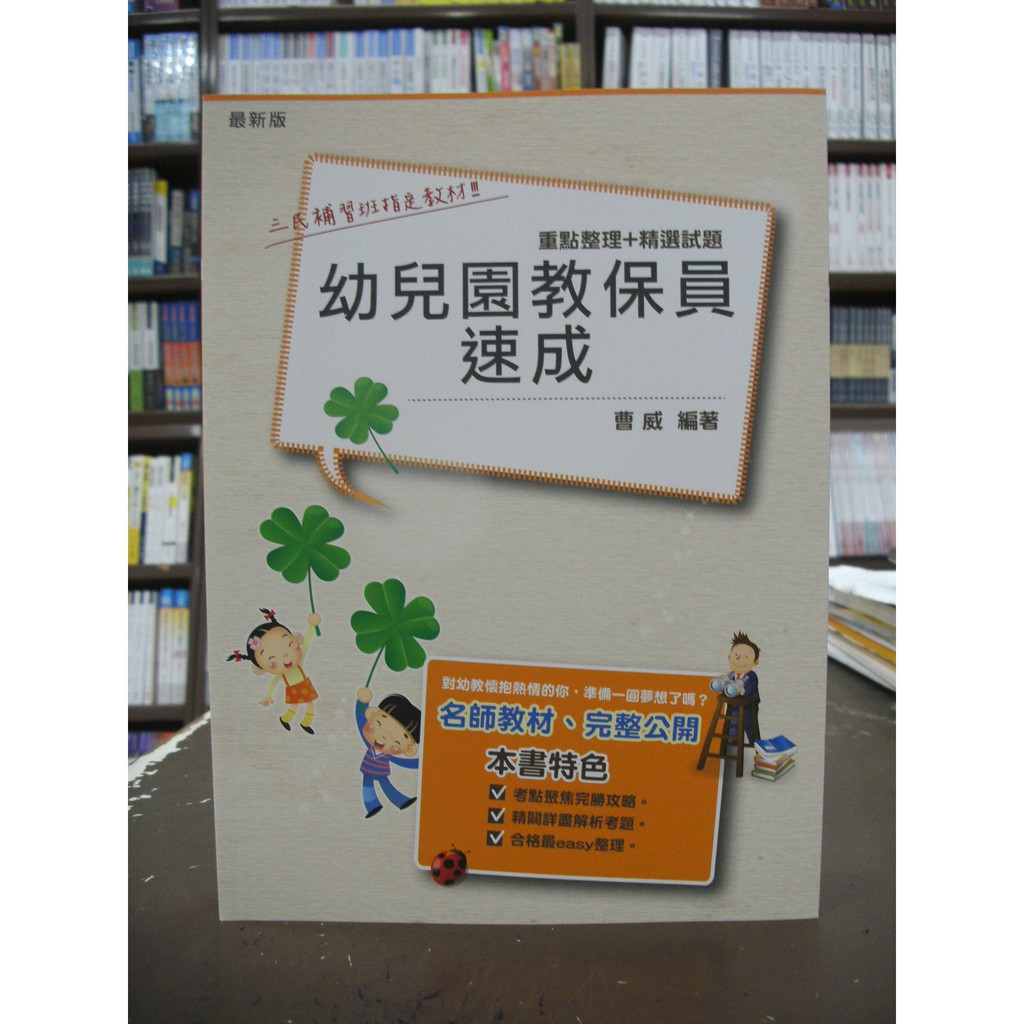 最新版
三民補習班指定教材!!!
重點整理+精選試題
幼兒園教保員
速成
曹威 編著
對幼教懷抱熱情的你，準備一圓夢想了嗎？
名師教材、完整公開
本書特色
考點聚焦完勝攻略。
精闢詳盡解析考題。
合格最easy整理。